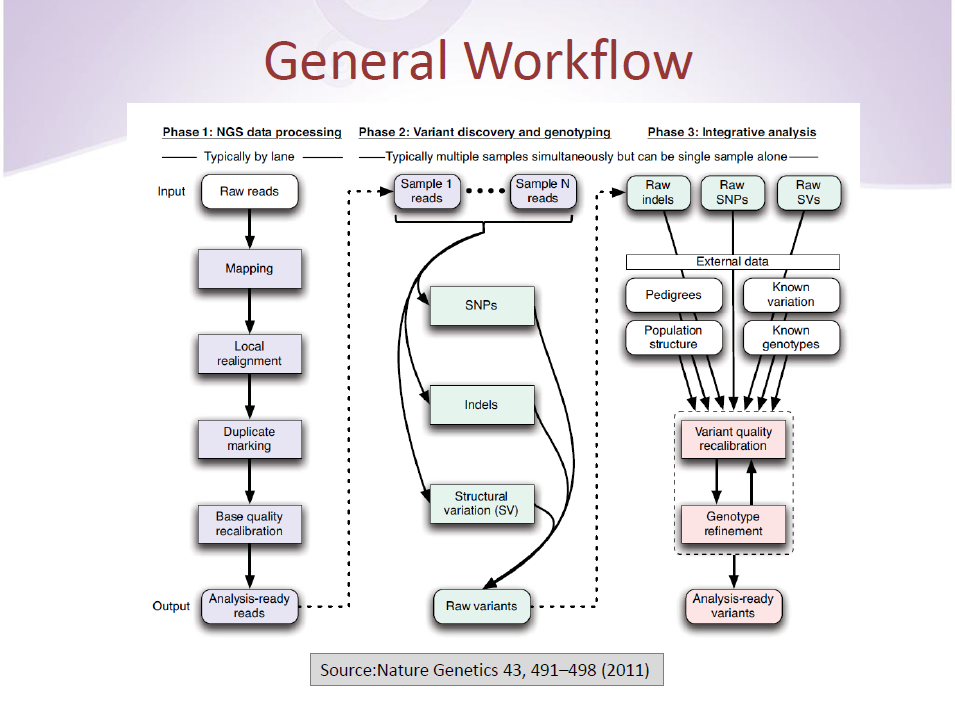 General Workflow
Phase 1: NGS data processing
Typically by lane
Input
Raw reads
Mapping
Local
realignment
Duplicate
marking
Base quality
recalibration
Output
Analysis-ready
reads
Phase 2: Variant discovery and genotyping
Typically multiple samples simultaneously but can be single sample alone
Sample 1
reads
Sample N
reads
SNPs
Indels
Structural
variation (SV)
Raw variants
Phase 3: Integrative analysis
Raw
indels
Raw
SNPs
Raw
SVs
External data
Pedigrees
Known
variation
Population
structure
Known
genotypes
Variant quality
recalibration
Genotype
refinement
Analysis-ready
variants
Source:Nature Genetics 43, 491–498 (2011)